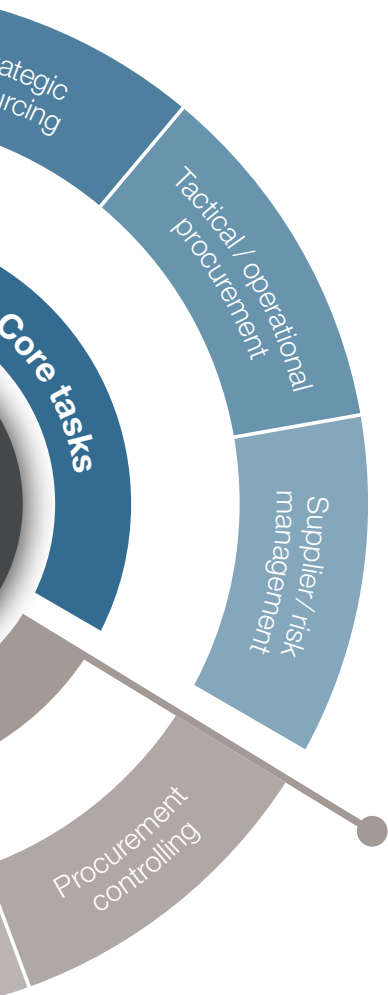 ategic
urcing
Tactical / operational
procurement
Core tasks
Supplier / risk
management
Procurement
controlling